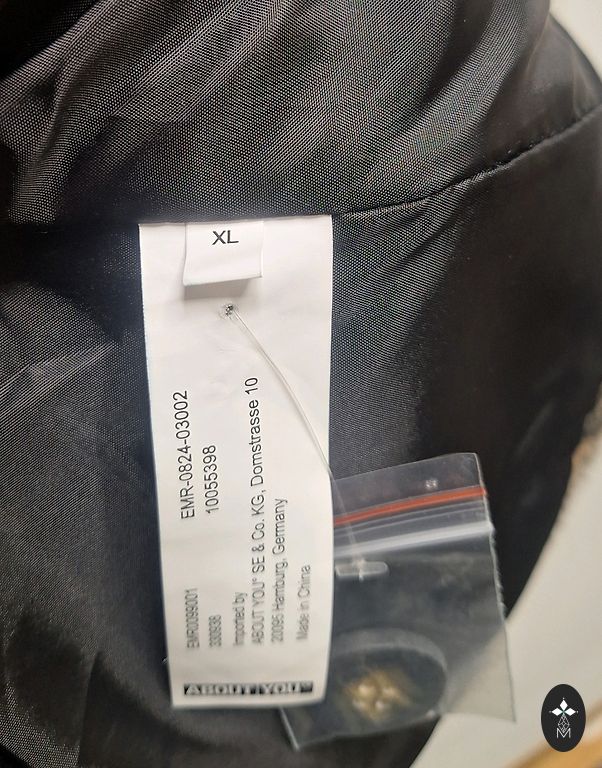 XL
EMR-0824-03002
10055398
EMR0099001
330938
Imported by
ABOUT YOU° SE & Co. KG, Domstrasse 10
20095 Hamburg, Germany
Made in China
ABOUT YOU°
M